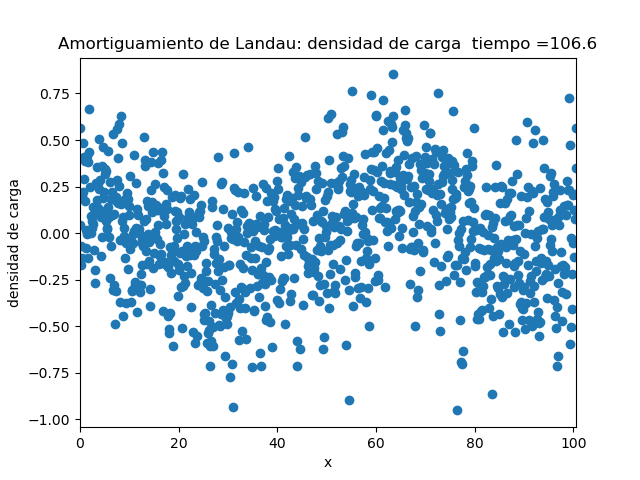 Amortiguamiento de Landau: densidad de carga  tiempo =106.6
0.75
0.50
0.25
0.00
−0.25
−0.50
−0.75
−1.00
densidad de carga
0 20 40 60 80 100
x